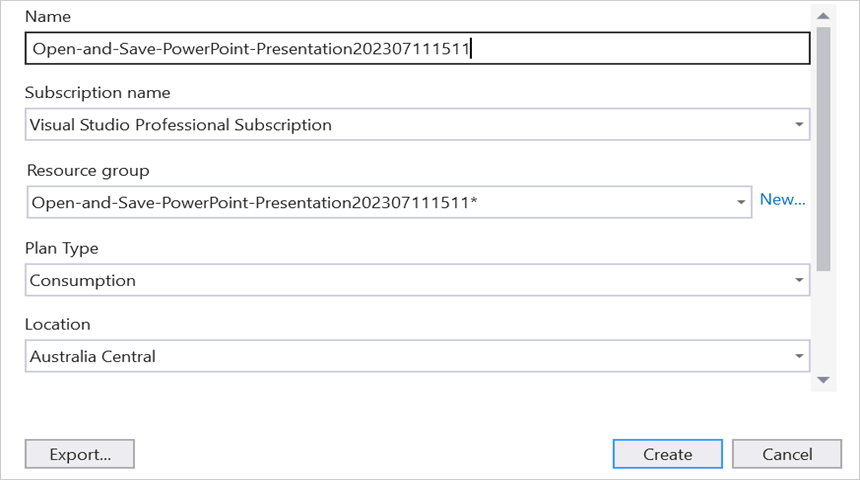 Name
Open-and-Save-PowerPoint-Presentation202307111511
Subscription name
Visual Studio Professional Subscription
Resource group
Open-and-Save-PowerPoint-Presentation202307111511*
New...
Plan Type
Consumption
Location
Australia Central
Export...
Create
Cancel